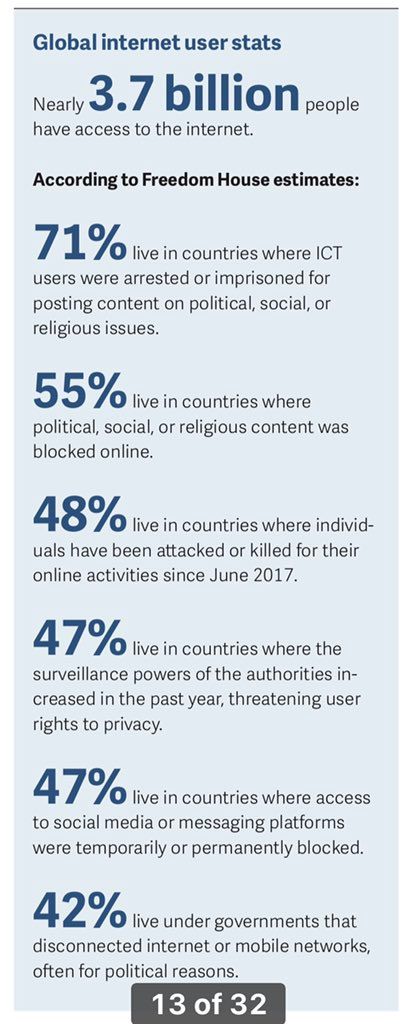 Global internet user stats
Nearly 3.7 billion people
have access to the internet.
According to Freedom House estimates:
71% live in countries where ICT
users were arrested or imprisoned for
posting content on political, social, or
religious issues.
55% live in countries where
political, social, or religious content was
blocked online.
48% live in countries where individ-
uals have been attacked or killed for their
online activities since June 2017.
47% live in countries where the
surveillance powers of the authorities in-
creased in the past year, threatening user
rights to privacy.
47% live in countries where access
to social media or messaging platforms
were temporarily or permanently blocked.
42% live under governments that
disconnected internet or mobile networks,
often for political reasons.
13 of 32